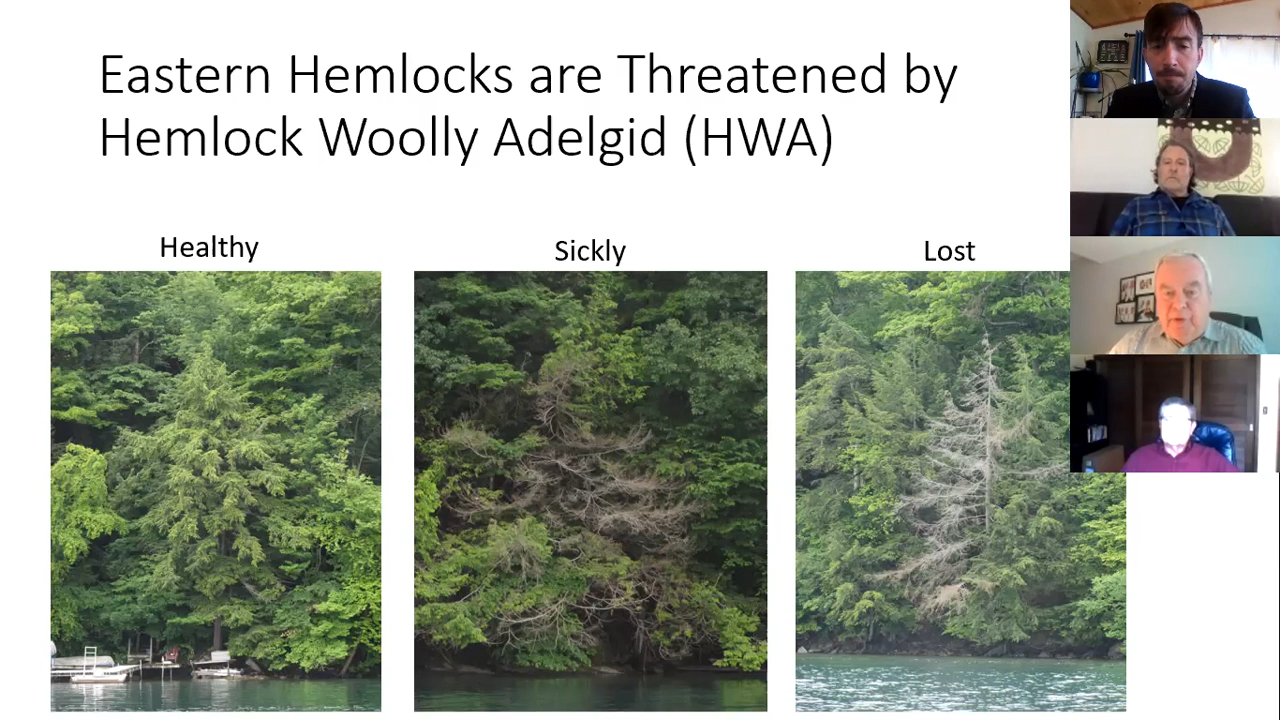 Eastern Hemlocks are Threatened by
Hemlock Woolly Adelgid (HWA)
Healthy
Sickly
Lost